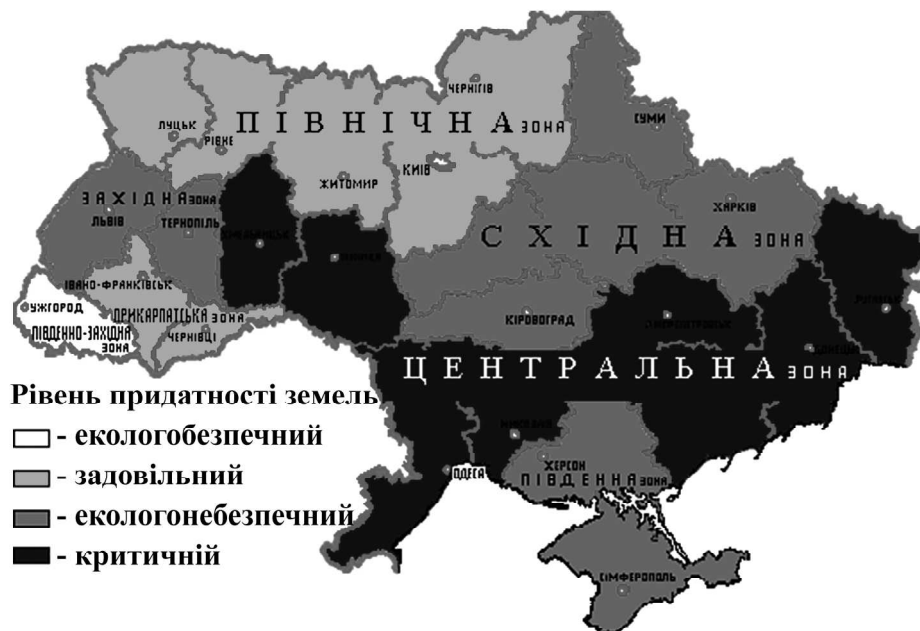 ЧЕРНІГІВ
СУМИ
ЛУЦЬК
ПІВНІЧНА ЗОНА
РІВНЕ
КИЇВ
ЖИТОМИР
ЗАХІДНА ЗОНА
ЛЬВІВ
ТЕРНОПІЛЬ
ХАРКІВ
СХІДНА ЗОНА
ІВАНО-ФРАНКІВСЬК
УЖГОРОД
ПРИКАРПАТСЬКА ЗОНА
КІРОВОГРАД
ПІВДЕННО-ЗАХІДНА
ЗОНА
ЧЕРНІВЦІ
ЦЕНТРАЛЬНА ЗОНА
Рівень придатності земель
- екологобезпечний
- задовільний
- екологонебезпечний
- критичній
ХЕРСОН
ОДЕСА
ПІВДЕННА ЗОНА
СІМФЕРОПОЛЬ